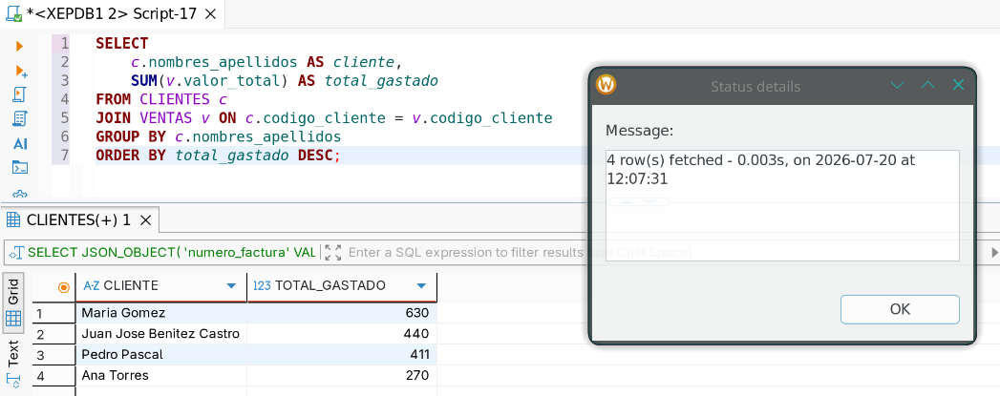 *<XEPDB1 2> Script-17
1 SELECT
2 c.nombres_apellidos AS cliente,
3 SUM(v.valor_total) AS total_gastado
4 FROM CLIENTES c
5 JOIN VENTAS v ON c.codigo_cliente = v.codigo_cliente
6 GROUP BY c.nombres_apellidos
7 ORDER BY total_gastado DESC;
AI
Status details
Message:
4 row(s) fetched - 0.003s, on 2026-07-20 at
12:07:31
OK
CLIENTES(+) 1
SELECT JSON_OBJECT( 'numero_factura' VAL
Enter a SQL expression to filter results (use Ctrl+Space)
Grid
Text
A-Z CLIENTE 123 TOTAL_GASTADO
1 Maria Gomez 630
2 Juan Jose Benitez Castro 440
3 Pedro Pascal 411
4 Ana Torres 270